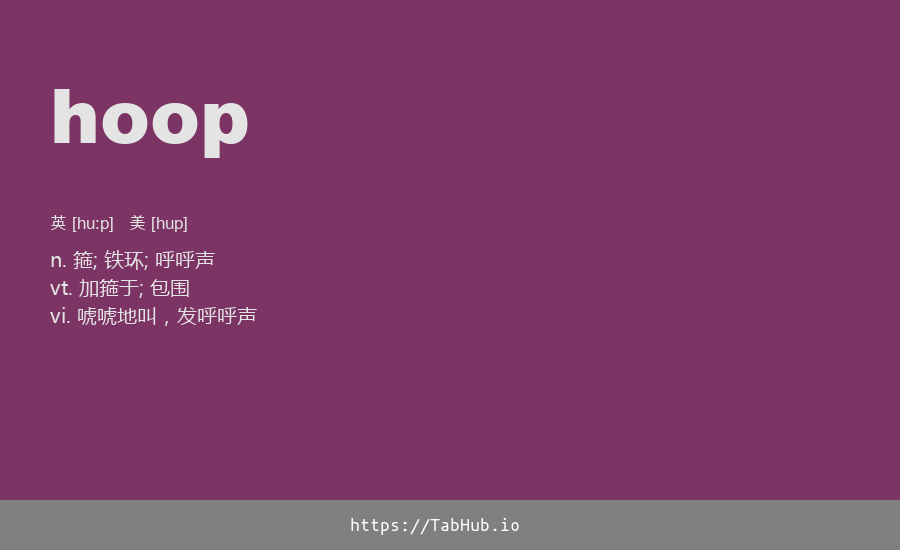 hoop
英 [huːp] 美 [hup]
n. 箍; 铁环; 呼呼声
vt. 加箍于; 包围
vi. 唬唬地叫，发呼呼声
https://TabHub.io